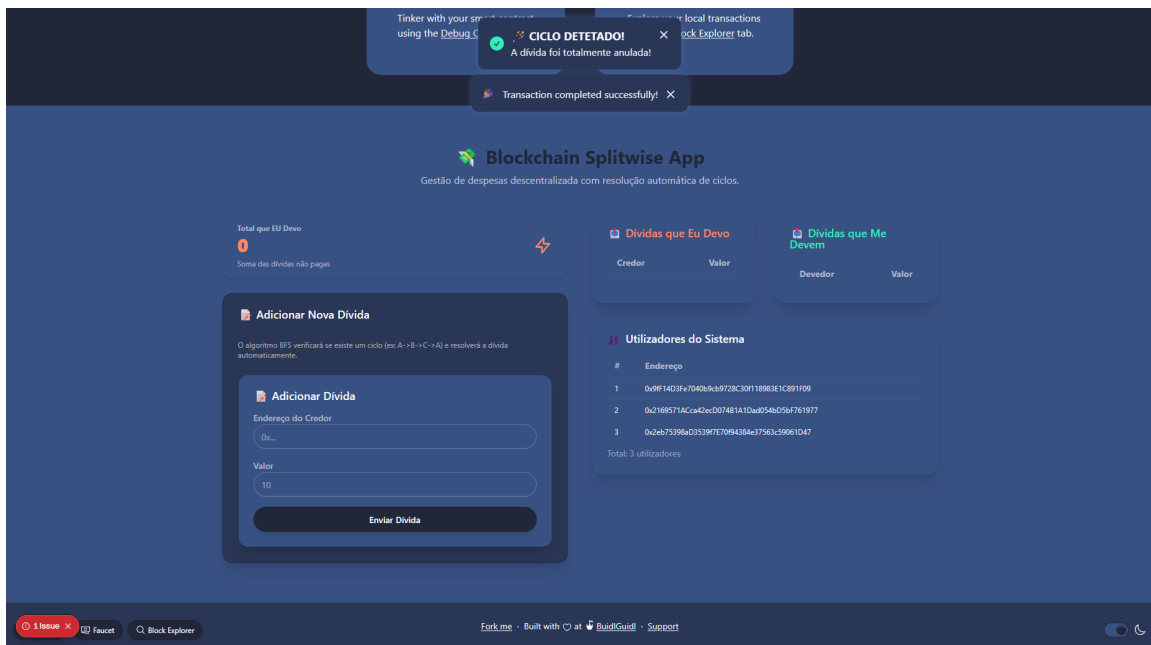 Tinker with your smart contract
using the Debug C
Explore your local transactions
ock Explorer tab.
CICLO DETETADO!
A dívida foi totalmente anulada!
Transaction completed successfully!
Blockchain Splitwise App
Gestão de despesas descentralizada com resolução automática de ciclos.
Total que EU Devo
0
Soma das dívidas não pagas
Dívidas que Eu Devo
Credor Valor
Dívidas que Me
Devem
Devedor Valor
Adicionar Nova Dívida
O algoritmo BFS verificará se existe um ciclo (ex: A->B->C->A) e resolverá a dívida
automaticamente.
Adicionar Dívida
Endereço do Credor
0x...
Valor
10
Enviar Dívida
Utilizadores do Sistema
# Endereço
1 0x9fF14D3Fe7040b9cb9728C30f118983E1C891F09
2 0x2169571ACca42ecD07481A1Dad054bD5bF761977
3 0x2eb75398aD3539f7E70f94384e37563c59061D47
Total: 3 utilizadores
1 Issue
Faucet
Block Explorer
Fork me · Built with ♡ at BuidlGuidl · Support